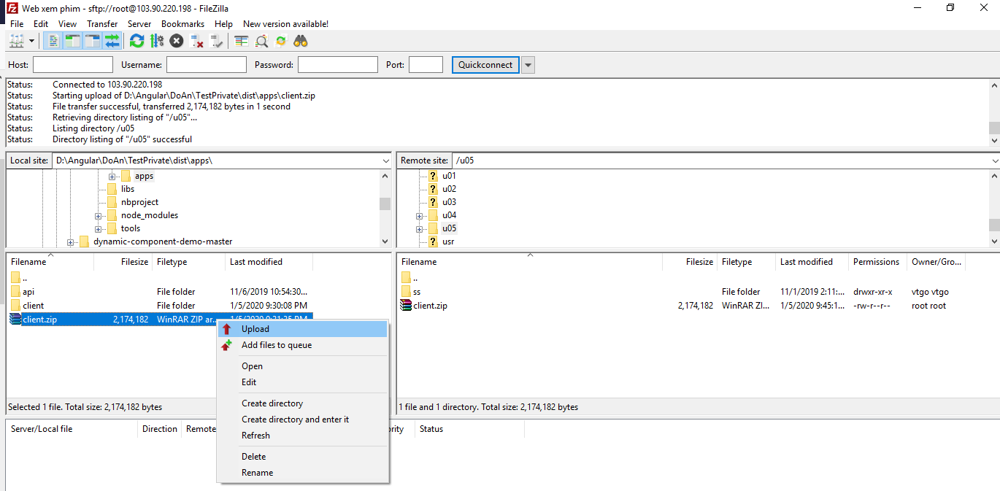 Web xem phim - sftp://root@103.90.220.198 - FileZilla
File Edit View Transfer Server Bookmarks Help New version available!
Host: Username: Password: Port: Quickconnect
Status: Connected to 103.90.220.198
Status: Starting upload of D:\Angular\DoAn\TestPrivate\dist\apps\client.zip
Status: File transfer successful, transferred 2,174,182 bytes in 1 second
Status: Retrieving directory listing of "/u05"...
Status: Listing directory /u05
Status: Directory listing of "/u05" successful
Local site: D:\Angular\DoAn\TestPrivate\dist\apps\
apps
libs
nbproject
node_modules
tools
dynamic-component-demo-master
Remote site: /u05
u01
u02
u03
u04
u05
usr
Filename Filesize Filetype Last modified
..
api File folder 11/6/2019 10:54:30...
client File folder 1/5/2020 9:30:08 PM
client.zip 2,174,182 WinRAR ZIP ar...
Selected 1 file. Total size: 2,174,182 bytes
Filename Filesize Filetype Last modified Permissions Owner/Gro...
..
ss File folder 11/1/2019 2:11:... drwxr-xr-x vtgo vtgo
client.zip 2,174,182 WinRAR ZI... 1/5/2020 9:45:1... -rw-r--r-- root root
1 file and 1 directory. Total size: 2,174,182 bytes
Upload
Add files to queue
Open
Edit
Create directory
Create directory and enter it
Refresh
Delete
Rename
Server/Local file Direction Remote Status